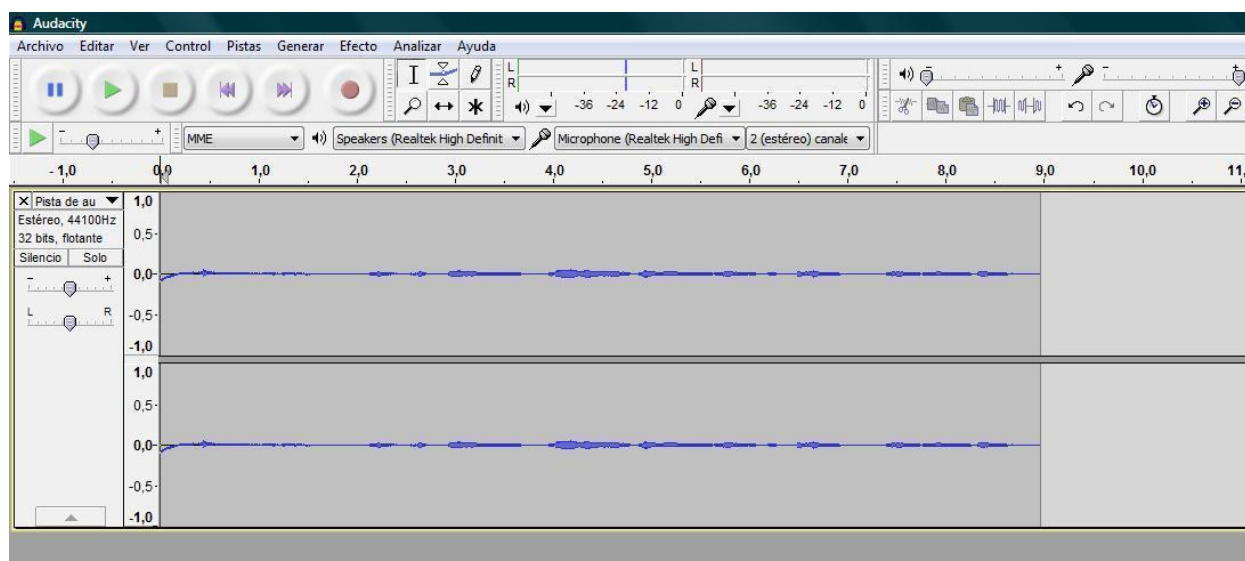 Audacity
Archivo Editar Ver Control Pistas Generar Efecto Analizar Ayuda
L L
R R
-36 -24 -12 0 -36 -24 -12 0
MME Speakers (Realtek High Definit Microphone (Realtek High Defi 2 (estéreo) canale
- 1,0 0,0 1,0 2,0 3,0 4,0 5,0 6,0 7,0 8,0 9,0 10,0 11,
X Pista de au 1,0
Estéreo, 44100Hz
32 bits, flotante 0,5-
Silencio Solo
- + 0,0-
L R -0,5-
-1,0
1,0
0,5-
0,0-
-0,5-
-1,0